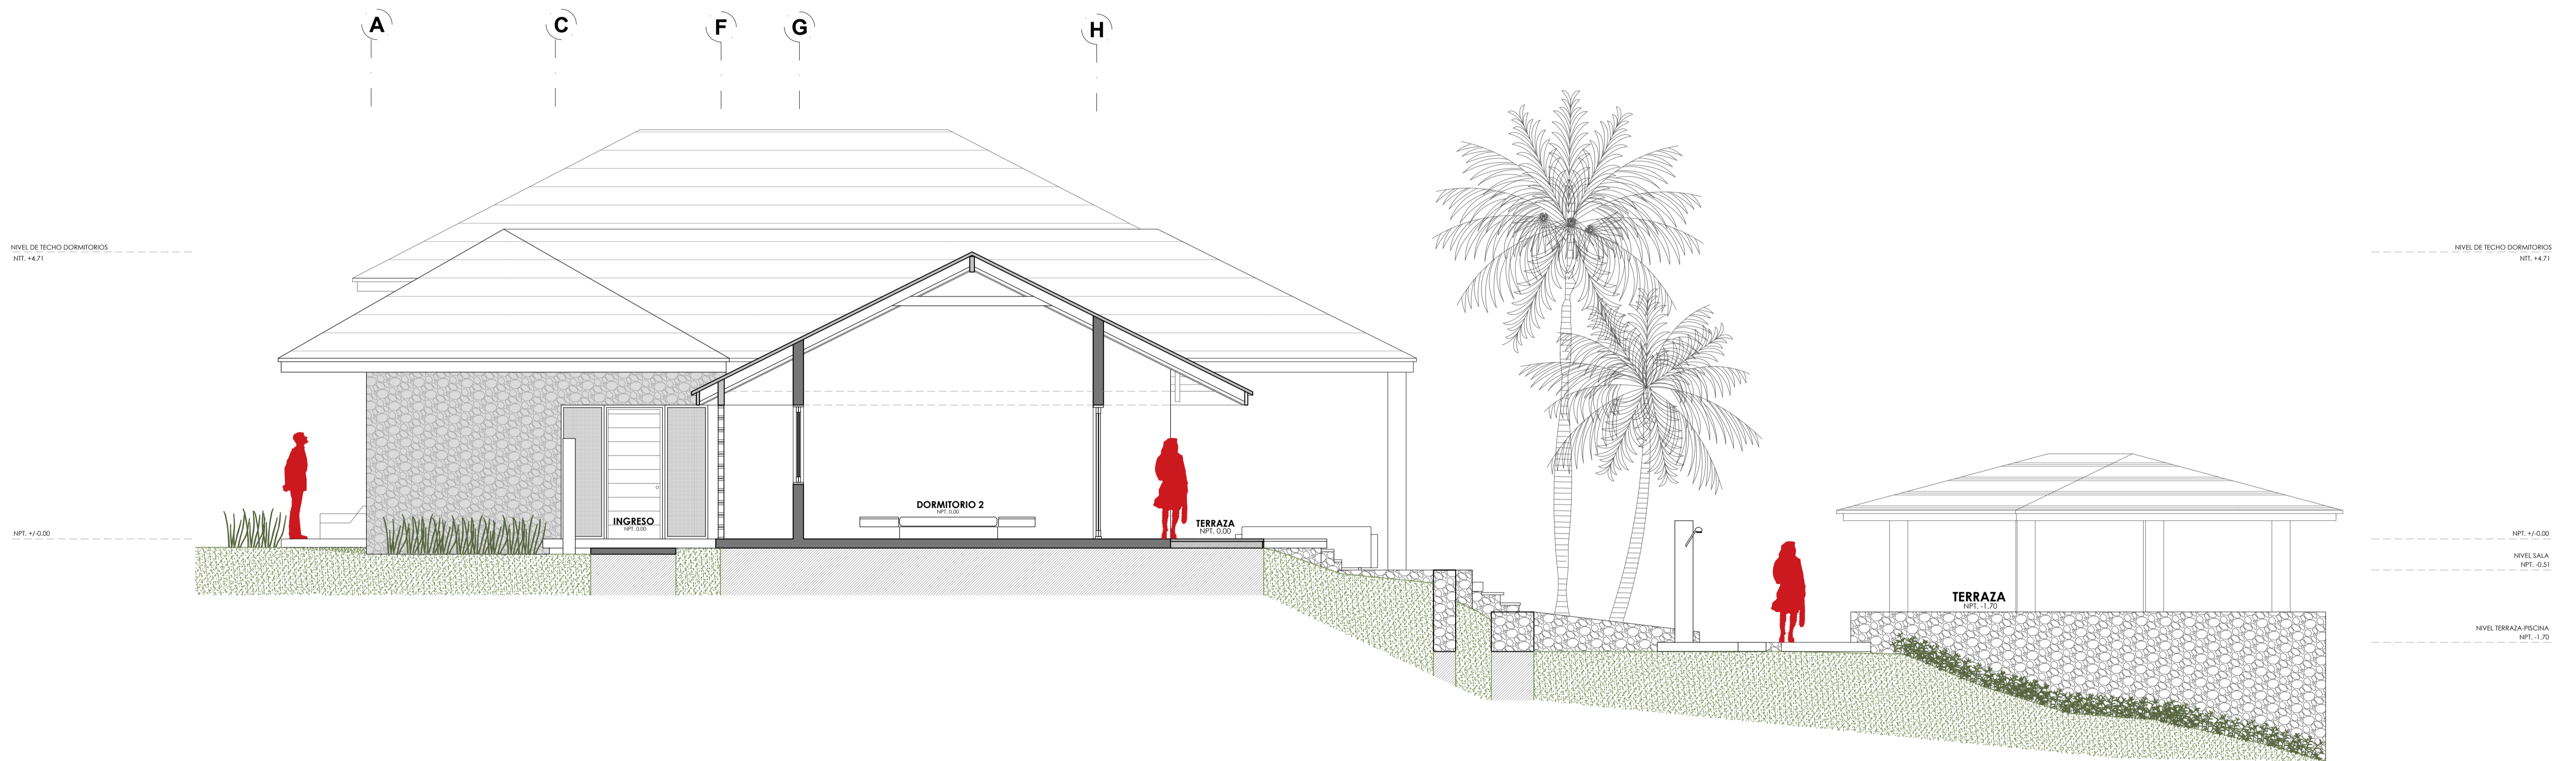 A
C
F
G
H
NIVEL DE TECHO DORMITORIOS
NTT. +4.71
NIVEL DE TECHO DORMITORIOS
NTT. +4.71
DORMITORIO 2
NPT. 0.00
INGRESO
NPT. 0.00
TERRAZA
NPT. 0.00
NPT. +/-0.00
NPT. +/-0.00
NIVEL SALA
NPT. -0.51
TERRAZA
NPT. -1.70
NIVEL TERRAZA-PISCINA
NPT. -1.70